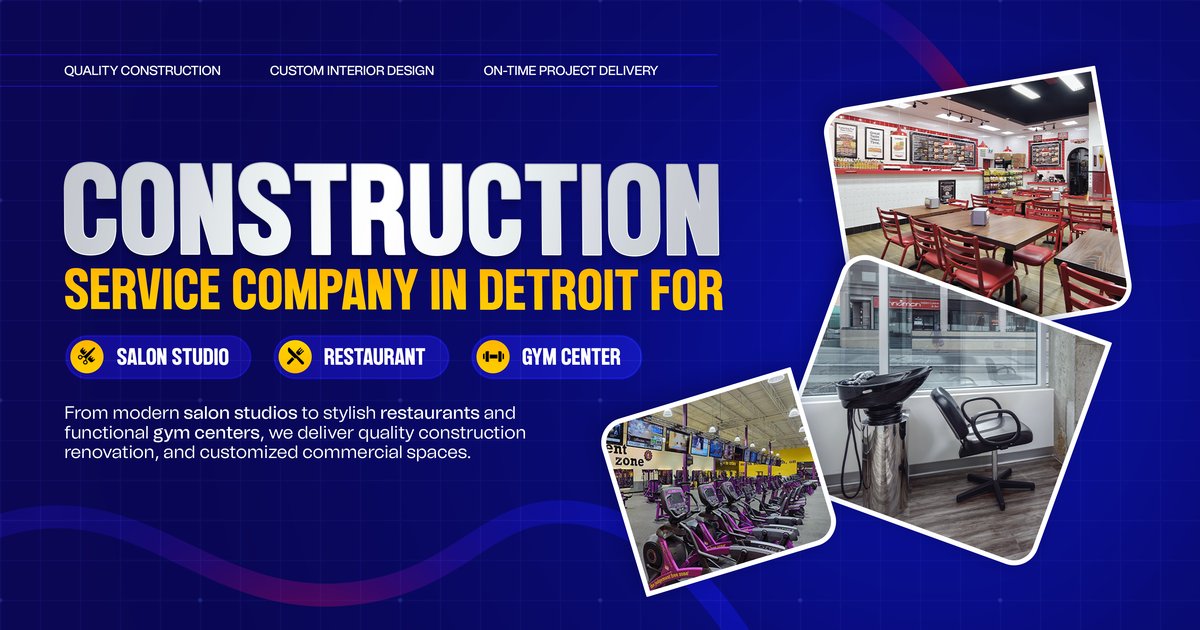 QUALITY CONSTRUCTION
CUSTOM INTERIOR DESIGN
ON-TIME PROJECT DELIVERY
CONSTRUCTION
SERVICE COMPANY IN DETROIT FOR
SALON STUDIO
RESTAURANT
GYM CENTER
From modern salon studios to stylish restaurants and
functional gym centers, we deliver quality construction
renovation, and customized commercial spaces.
zone